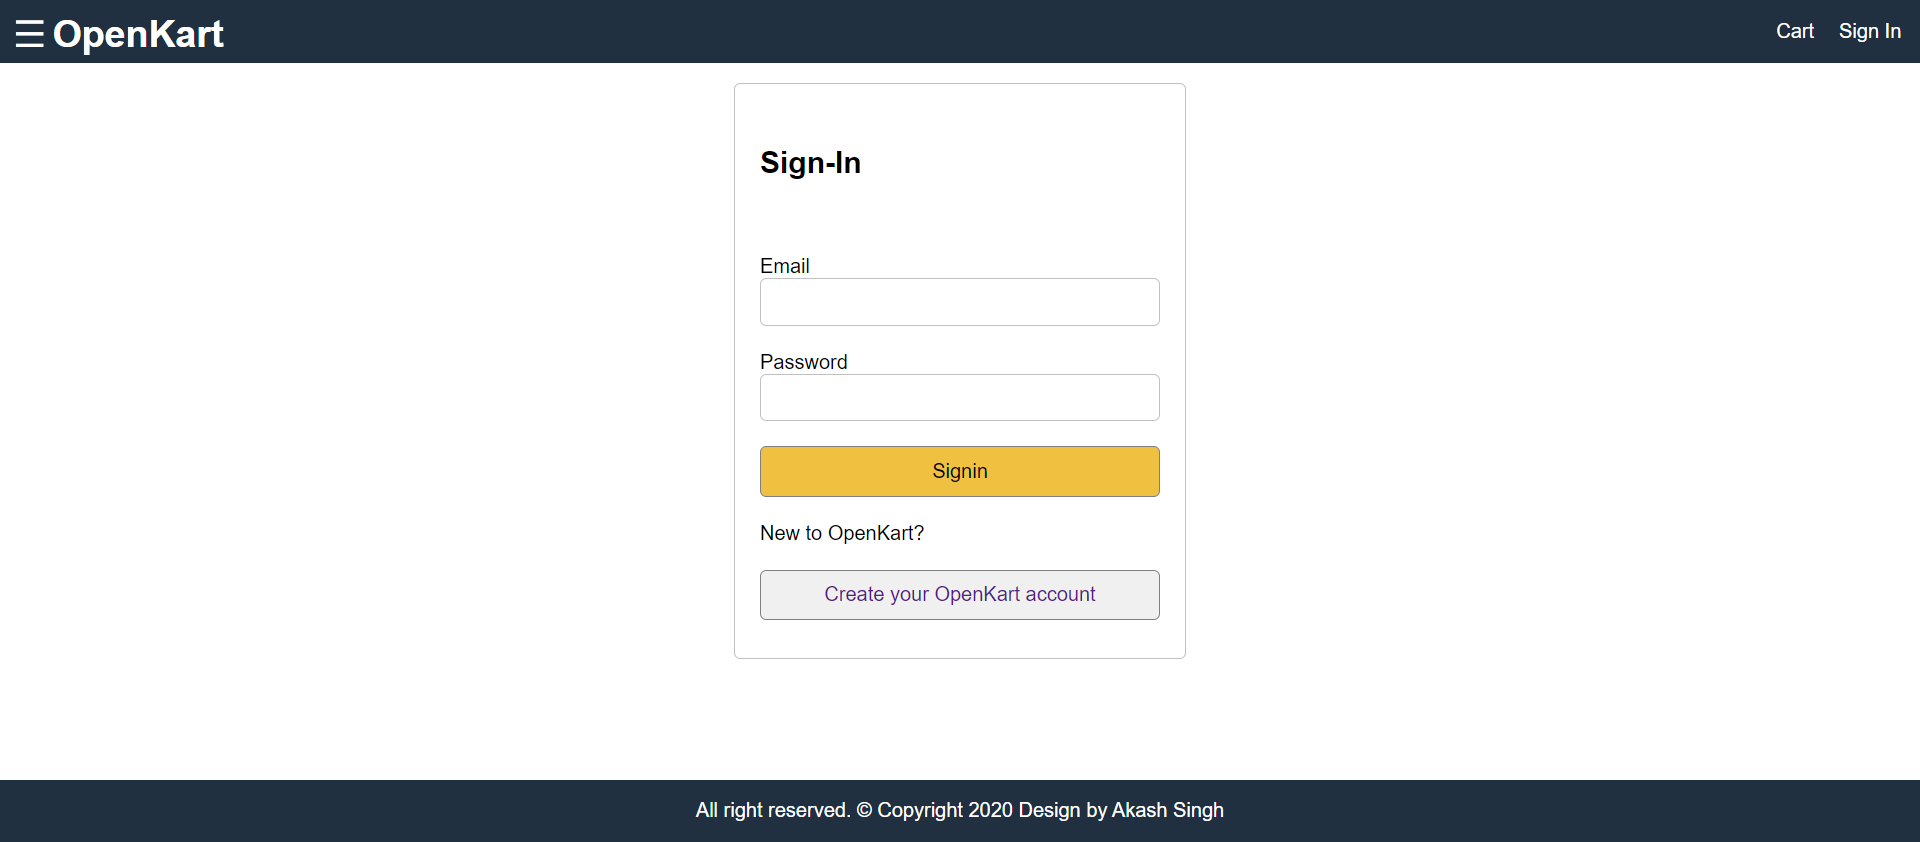 ☰ OpenKart
Cart Sign In
Sign-In
Email
Password
Signin
New to OpenKart?
Create your OpenKart account
All right reserved. © Copyright 2020 Design by Akash Singh